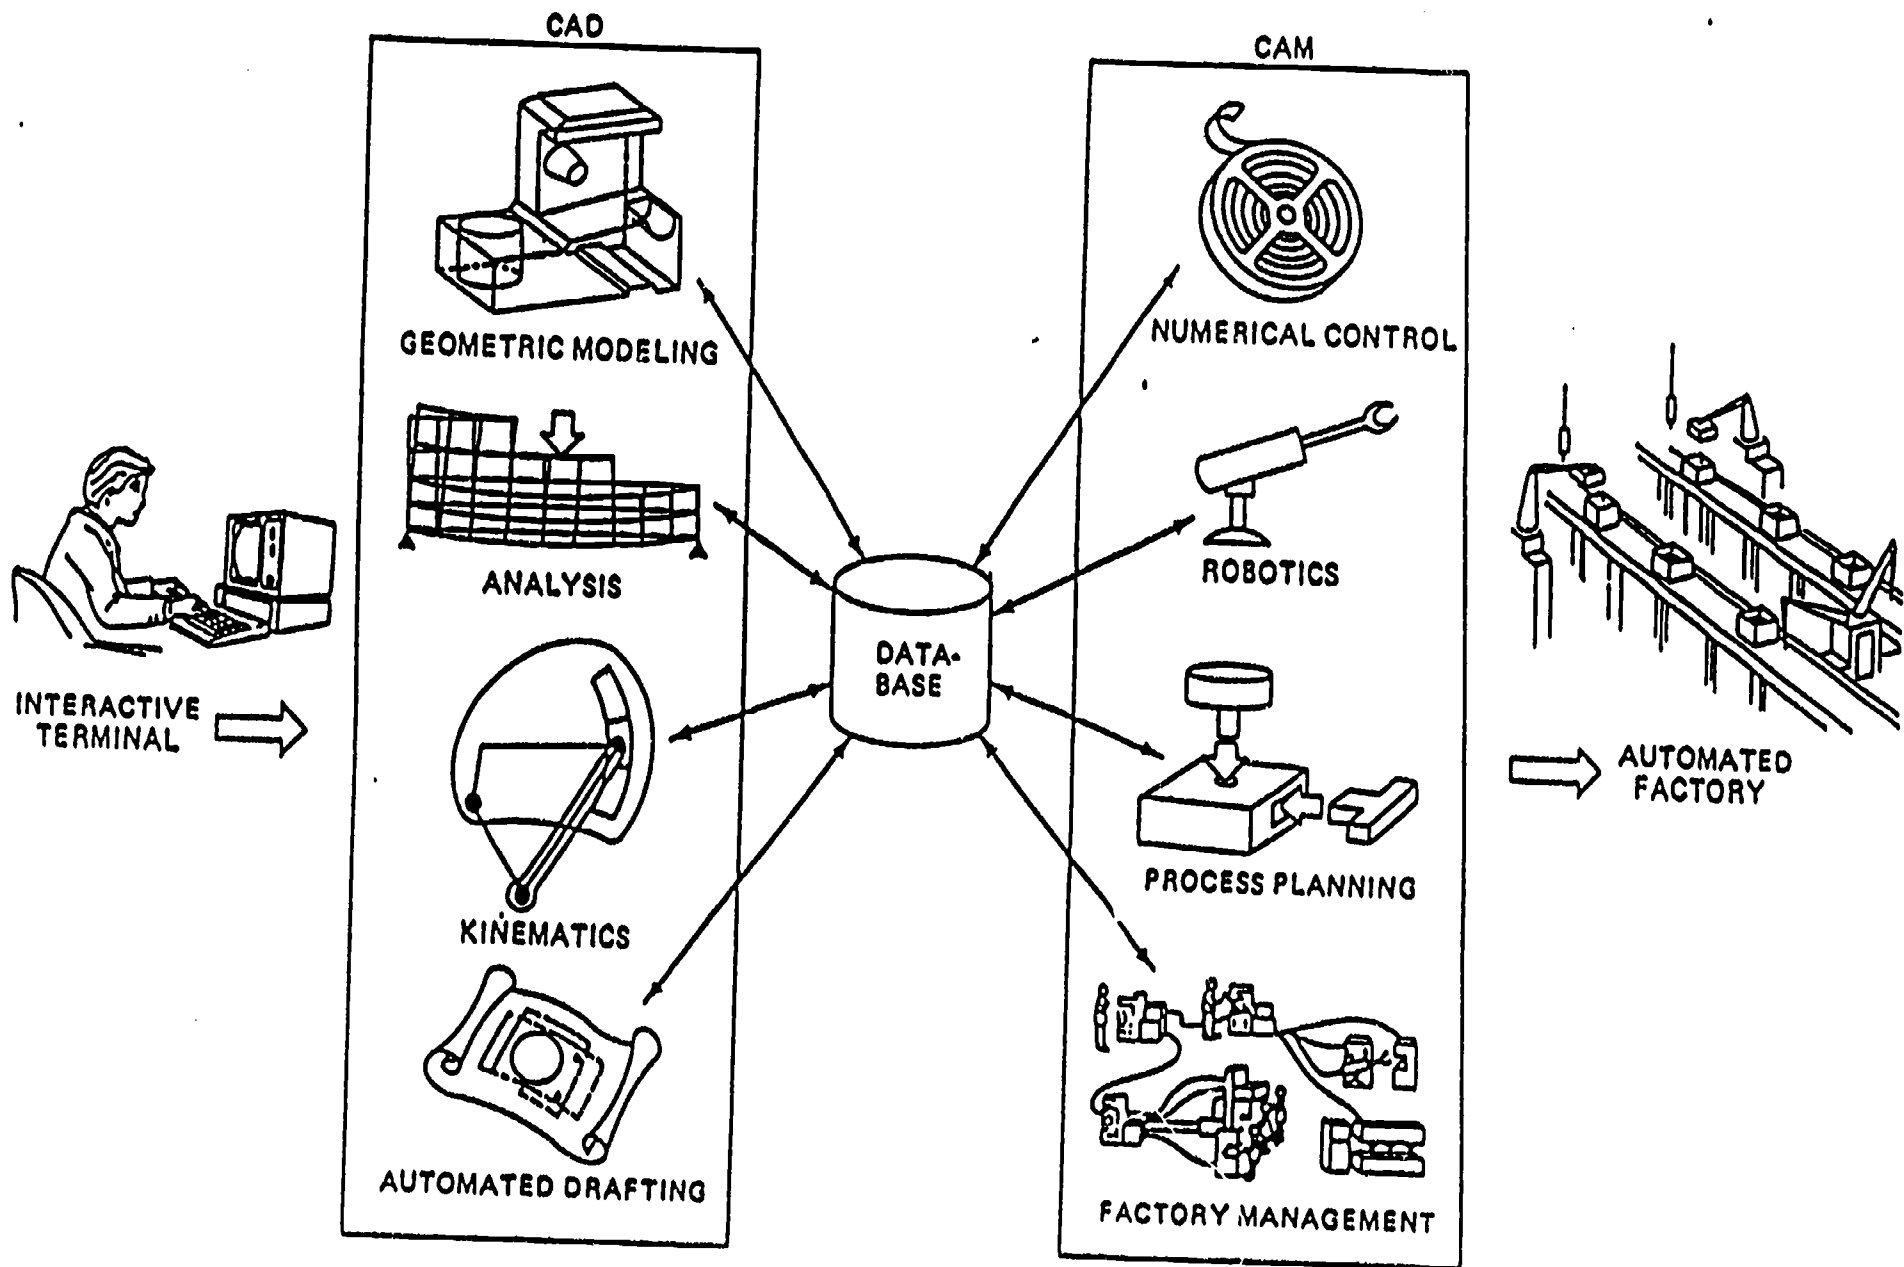 CAD
CAM
GEOMETRIC MODELING
NUMERICAL CONTROL
ANALYSIS
ROBOTICS
DATA-
BASE
INTERACTIVE
TERMINAL
AUTOMATED
FACTORY
PROCESS PLANNING
KINEMATICS
AUTOMATED DRAFTING
FACTORY MANAGEMENT